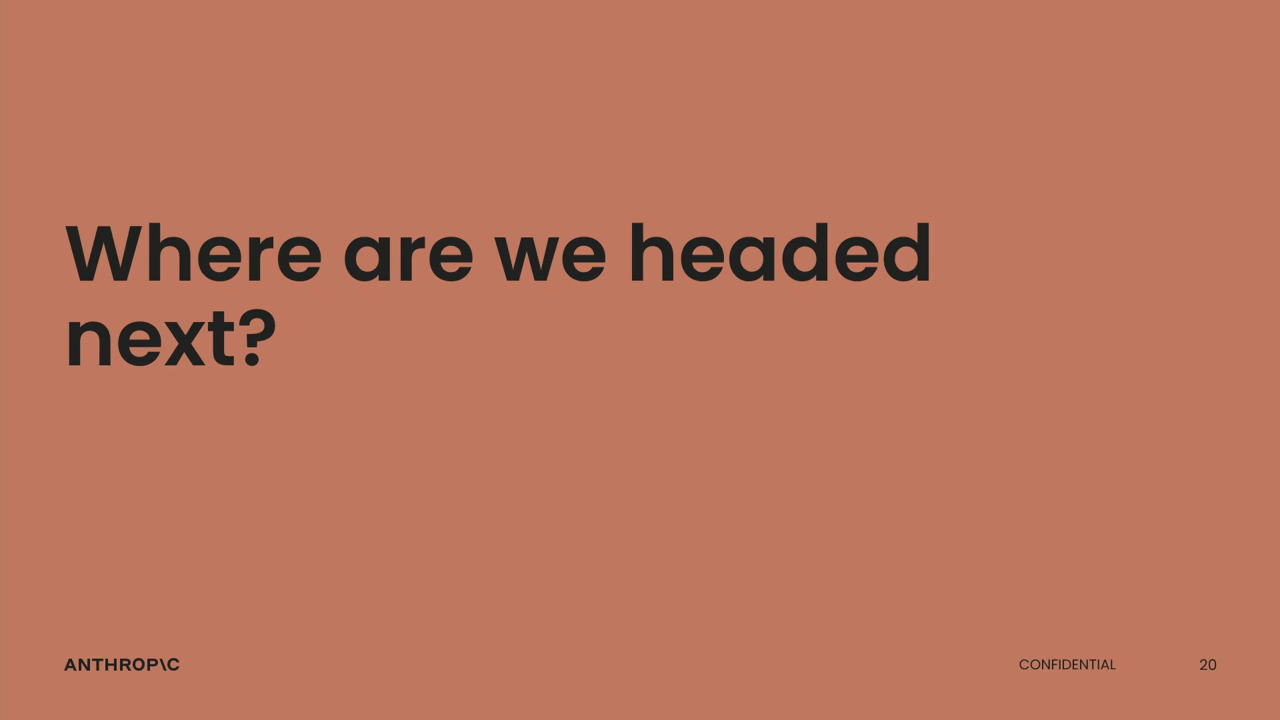 Where are we headed
next?
ANTHROP\C
CONFIDENTIAL
20